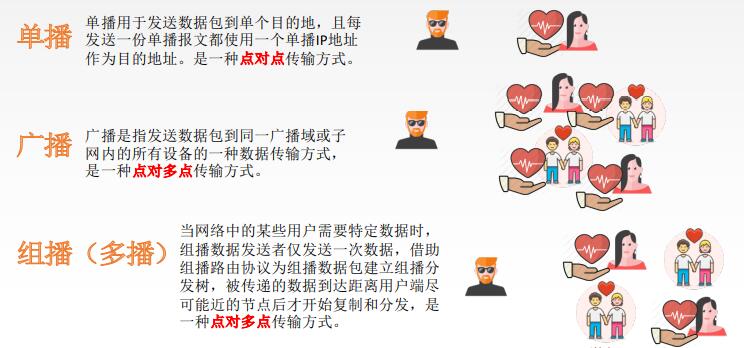 单播
单播用于发送数据包到单个目的地，且每
发送一份单播报文都使用一个单播IP地址
作为目的地址。是一种点对点传输方式。
广播
广播是指发送数据包到同一广播域或子
网内的所有设备的一种数据传输方式，
是一种点对多点传输方式。
组播（多播）
当网络中的某些用户需要特定数据时，
组播数据发送者仅发送一次数据，借助
组播路由协议为组播数据包建立组播分
发树，被传递的数据到达距离用户端尽
可能近的节点后才开始复制和分发，是
一种点对多点传输方式。